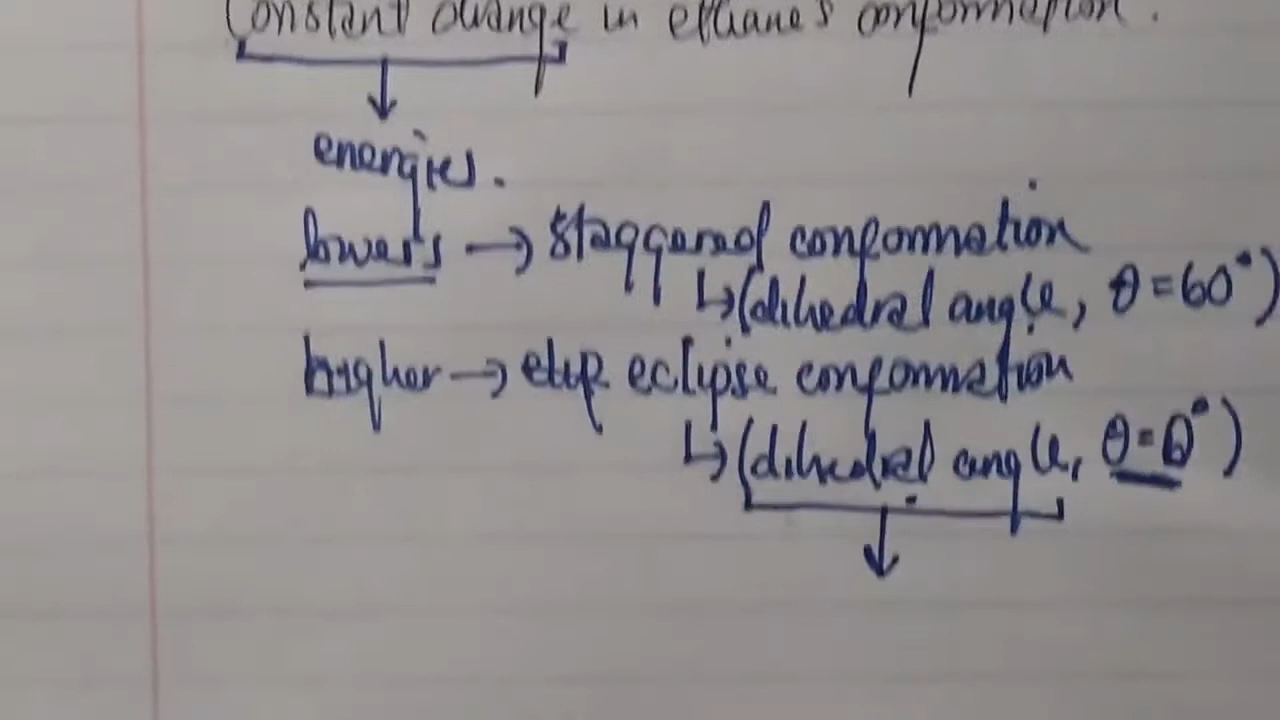 Constant change in ethane's conformation.
energies.
lowers → staggered conformation
↳ (dihedral angle, θ = 60°)
higher → eclipse conformation
↳ (dihedral angle, θ = 0°)